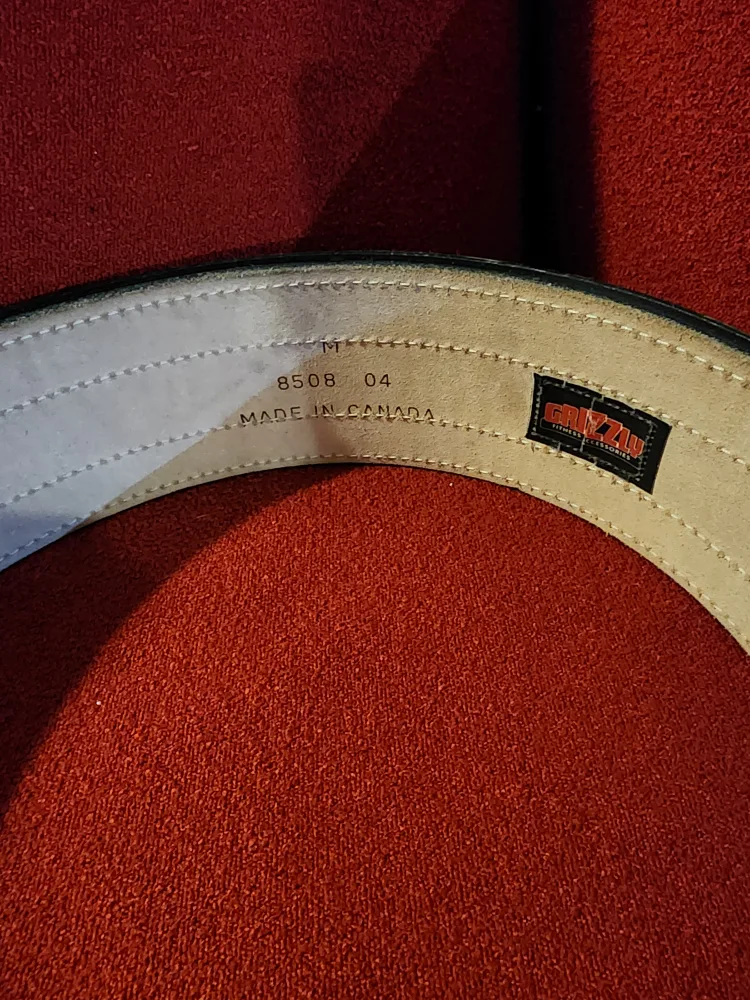 M
8508 04
MADE IN CANADA
GRIZZLY
FITNESS ACCESSORIES